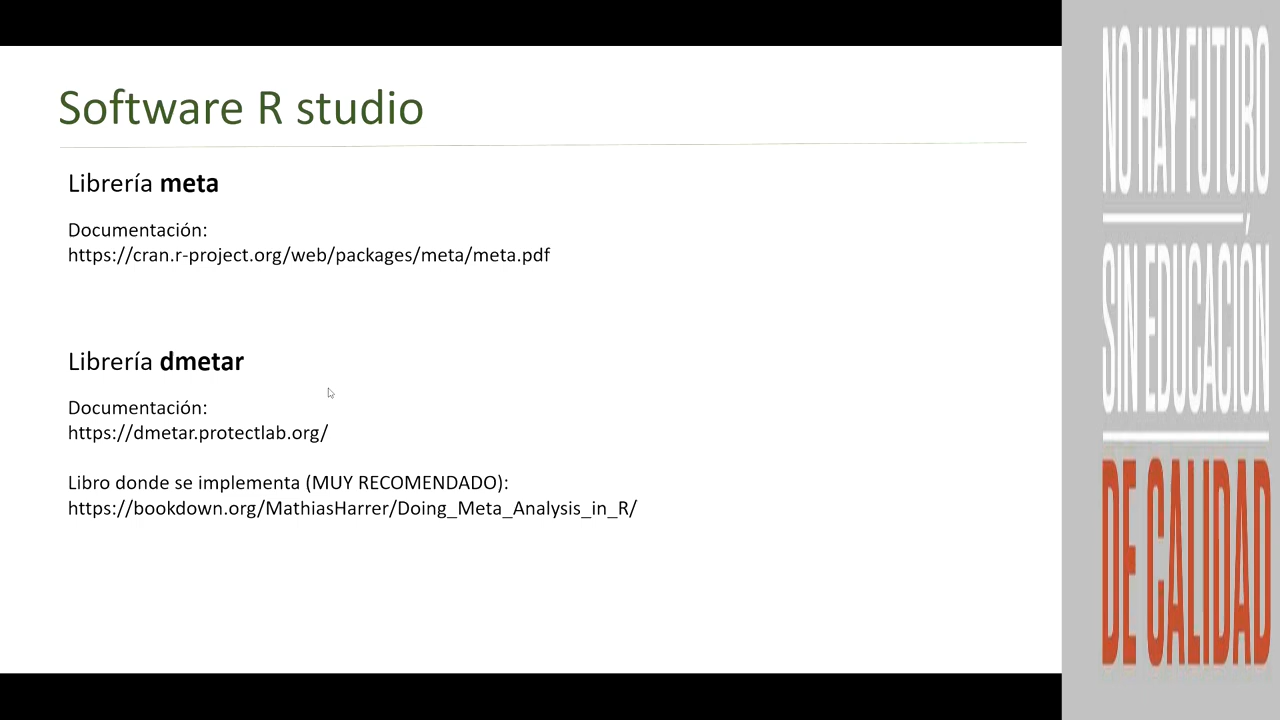 Software R studio
Librería meta
Documentación:
https://cran.r-project.org/web/packages/meta/meta.pdf
Librería dmetar
Documentación:
https://dmetar.protectlab.org/
Libro donde se implementa (MUY RECOMENDADO):
https://bookdown.org/MathiasHarrer/Doing_Meta_Analysis_in_R/
NO HAY FUTURO
SIN EDUCACIÓN
DE CALIDAD